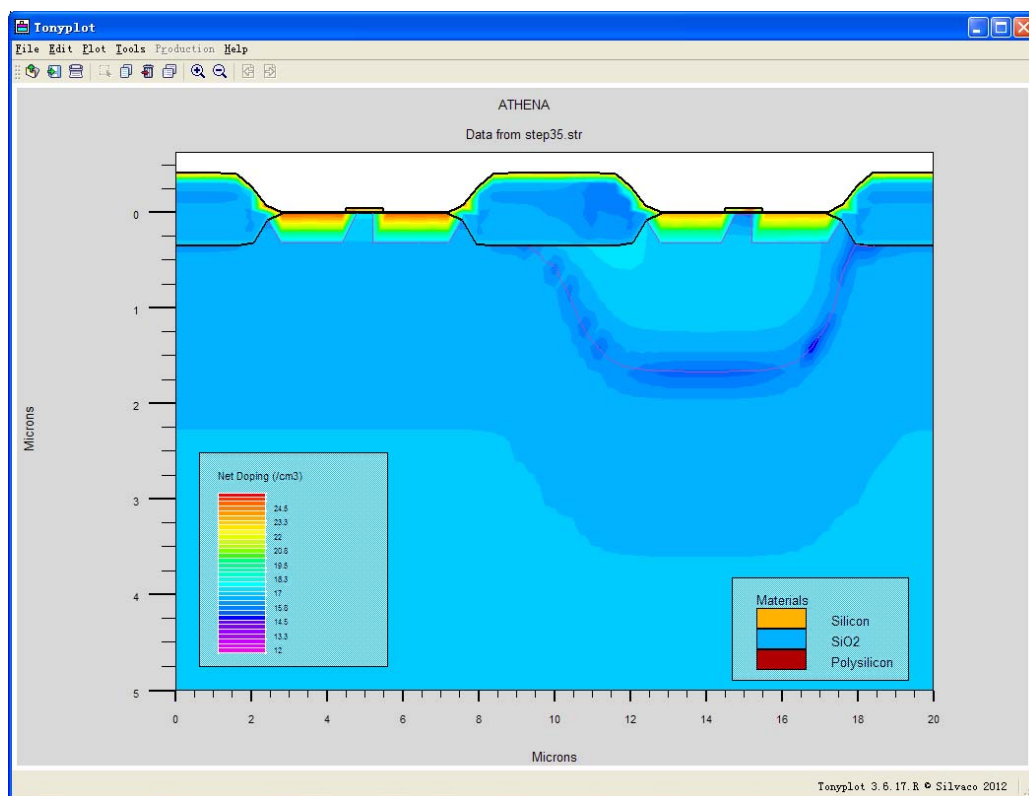 Tonyplot
File Edit Plot Tools Production Help
ATHENA
Data from step35.str
0
1
2
3
4
5
Microns
0 2 4 6 8 10 12 14 16 18 20
Microns
Net Doping (/cm3)
24.5
23.3
22
20.8
19.5
18.3
17
15.8
14.5
13.3
12
Materials
Silicon
SiO2
Polysilicon
Tonyplot 3.6.17.R © Silvaco 2012